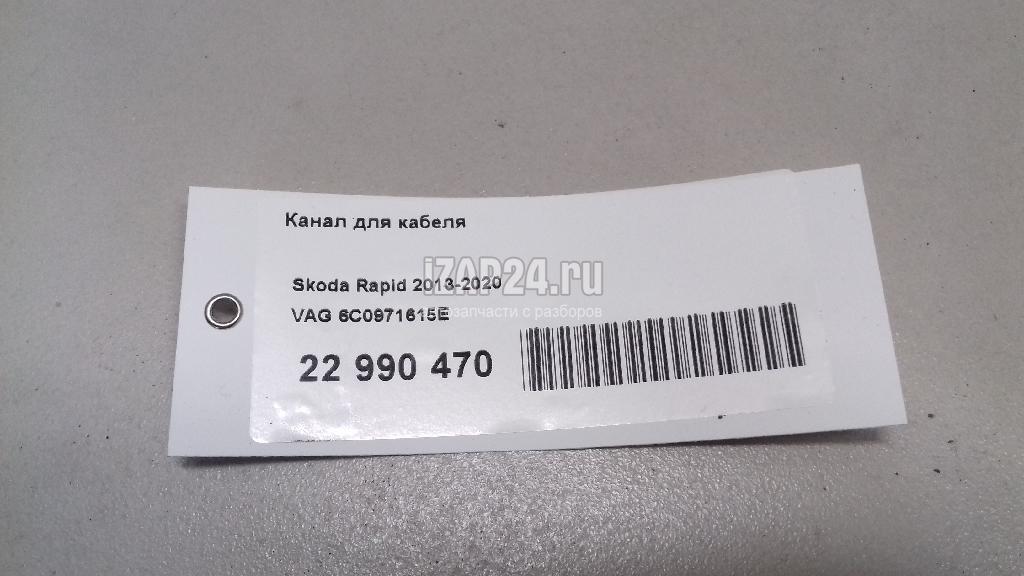 Канал для кабеля
iZAP24.ru
Skoda Rapid 2013-2020
VAG 6C0971615E
запчасти с разборов
22 990 470